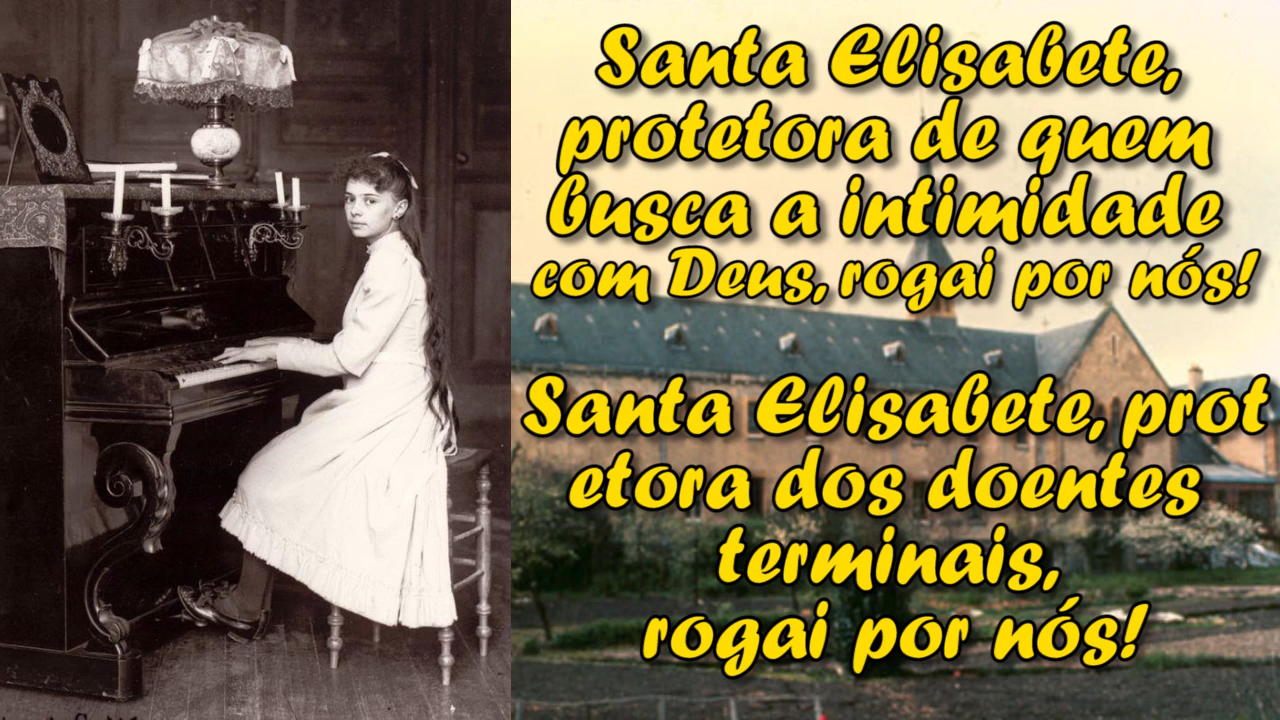 Santa Elisabete,
protetora de quem
busca a intimidade
com Deus, rogai por nós!
Santa Elisabete, prot
etora dos doentes
terminais,
rogai por nós!